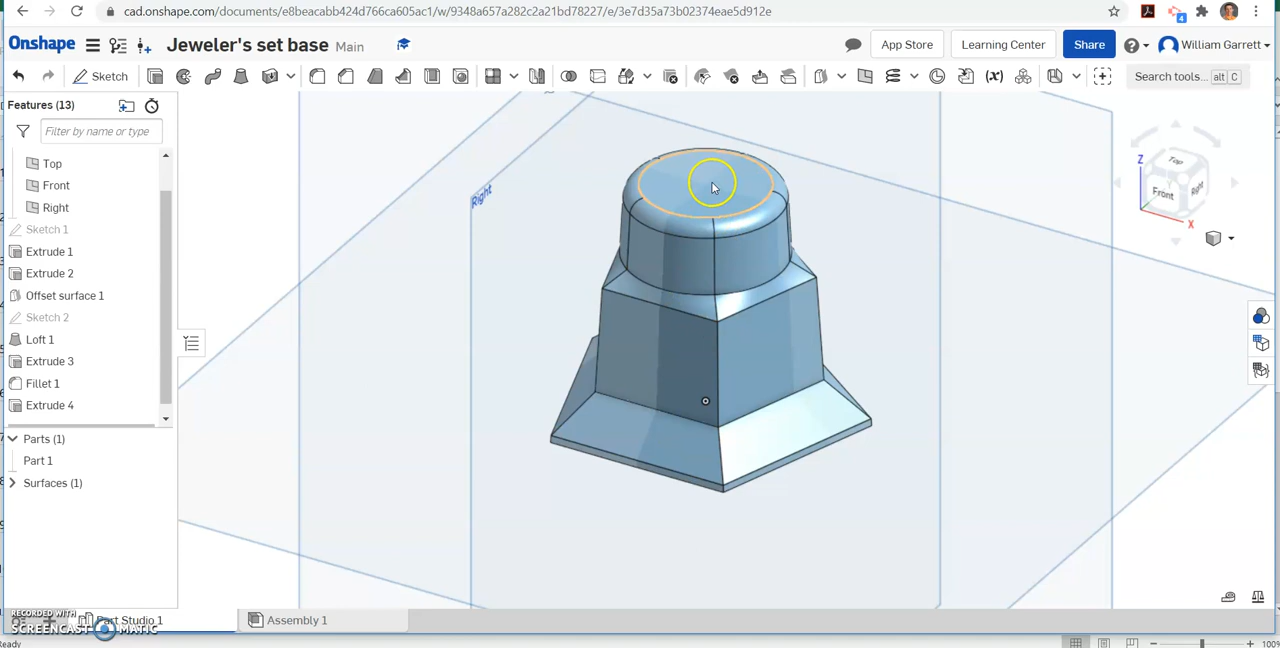 cad.onshape.com/documents/e8beacabb424d766ca605ac1/w/9348a657a282c2a21bd78227/e/3e7d35a73b02374eae5d912e
4
Onshape
Jeweler's set base Main
App Store
Learning Center
Share
William Garrett
Sketch
(x)
Search tools... alt C
Features (13)
Filter by name or type
Top
Front
Right
Sketch 1
Extrude 1
Extrude 2
Offset surface 1
Sketch 2
Loft 1
Extrude 3
Fillet 1
Extrude 4
Parts (1)
Part 1
Surfaces (1)
Right
Z
Top
Front
Right
X
RECORDED WITH
SCREENCAST MATIC
Part Studio 1
Assembly 1
Ready
100%